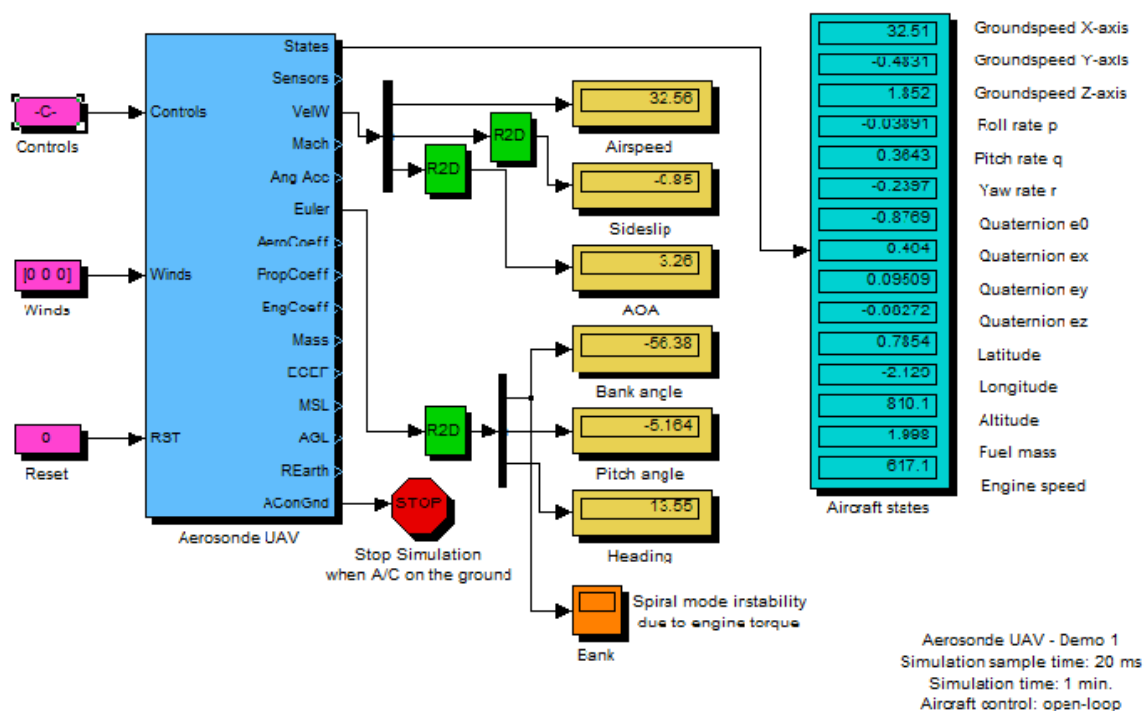 -C-
Controls
[0 0 0]
Winds
0
Reset
Controls
Winds
RST
States
Sensors
VelW
Mach
Ang Acc
Euler
AeroCoeff
PropCoeff
EngCoeff
Mass
ECEF
MSL
AGL
REarth
AConGnd
Aerosonde UAV
R2D
R2D
R2D
STOP
Stop Simulation
when A/C on the ground
32.56
Airspeed
-0.85
Sideslip
3.26
AOA
-56.38
Bank angle
-5.164
Pitch angle
13.55
Heading
Bank
Spiral mode instability
due to engine torque
32.51
-0.4831
1.852
-0.03891
0.3643
-0.2397
-0.8769
0.464
0.09509
0.7854
-2.129
810.1
1.998
617.1
Aircraft states
Groundspeed X-axis
Groundspeed Y-axis
Groundspeed Z-axis
Roll rate p
Pitch rate q
Yaw rate r
Quaternion e0
Quaternion ex
Quaternion ey
Quaternion ez
Latitude
Longitude
Altitude
Fuel mass
Engine speed
Aerosonde UAV - Demo 1
Simulation sample time: 20 ms
Simulation time: 1 min.
Aircraft control: open-loop